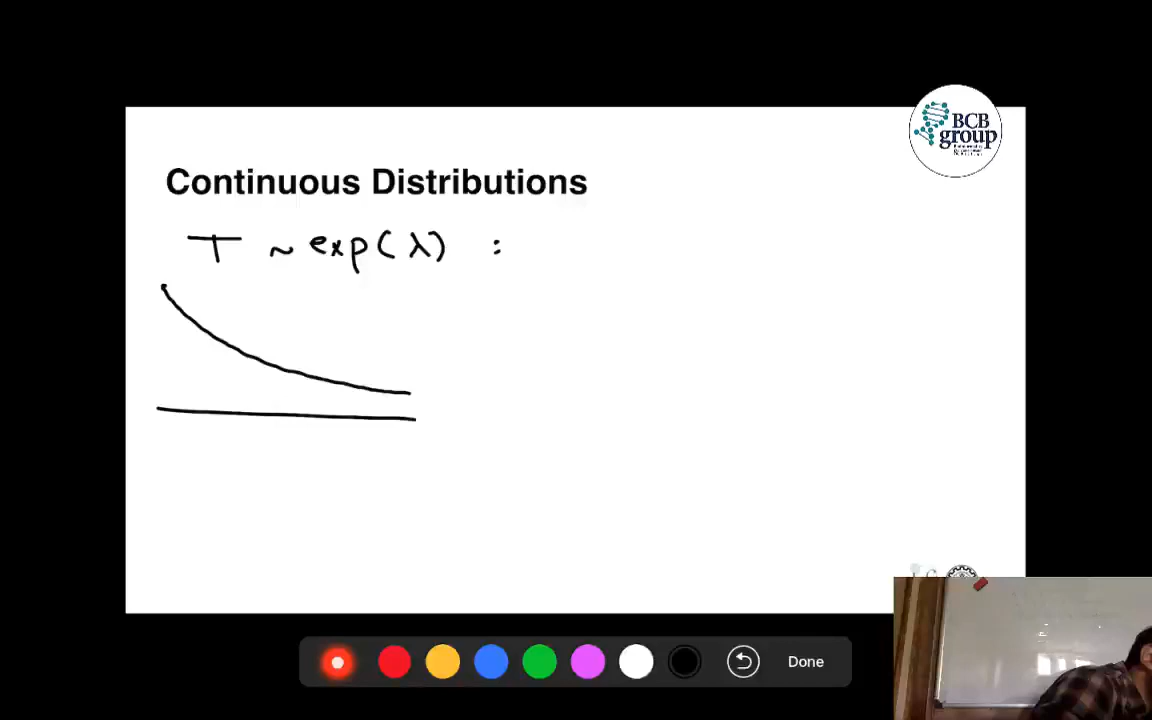 BCB
group
Continuous Distributions
T ~ exp(λ) :
Done